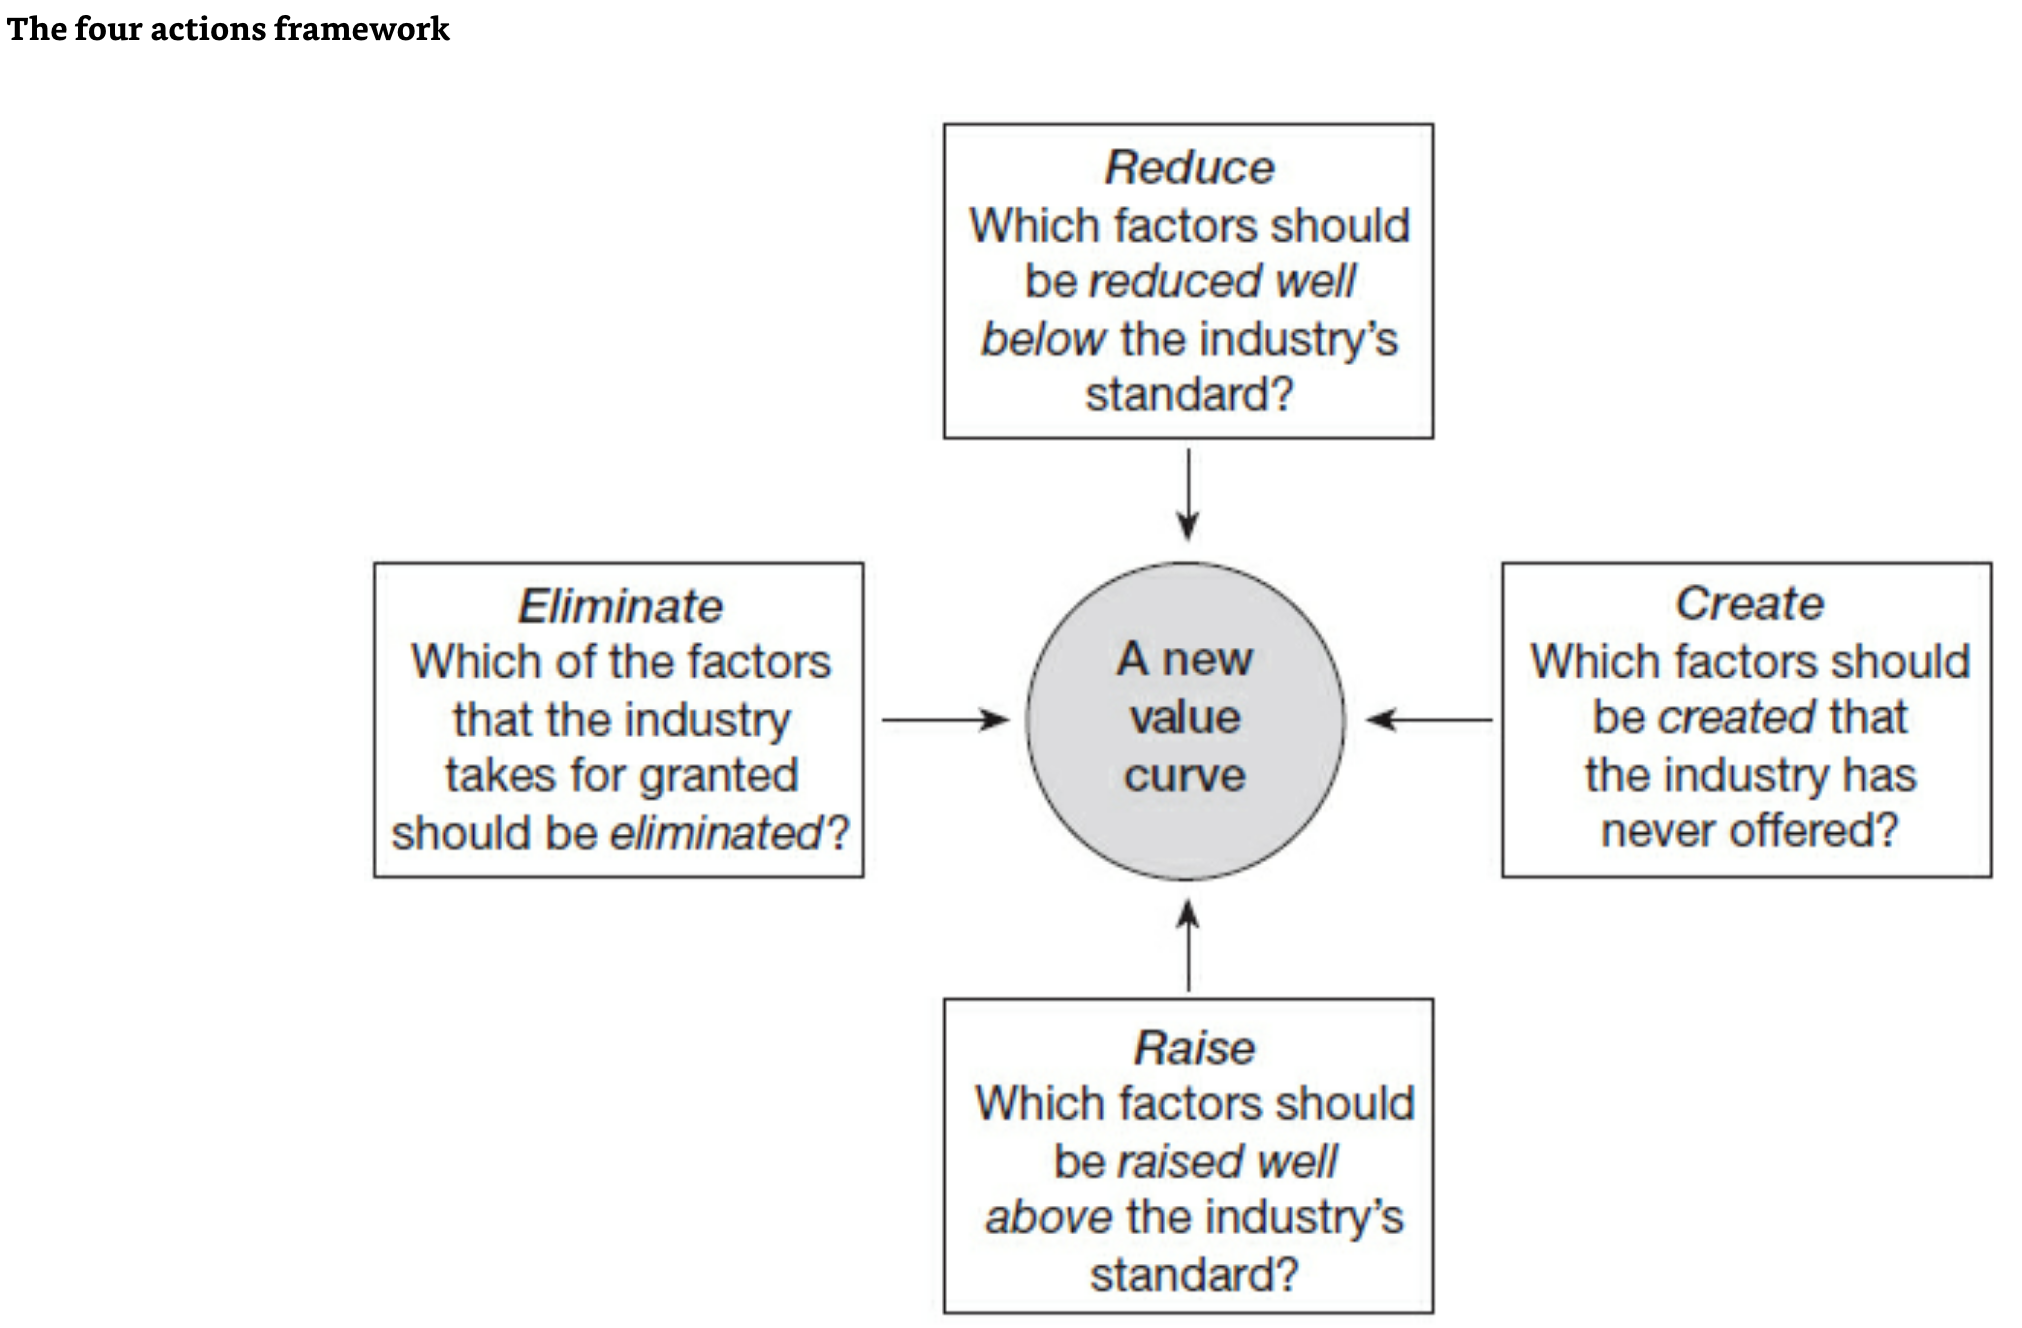 The four actions framework
Reduce
Which factors should
be reduced well
below the industry's
standard?
Eliminate
Which of the factors
that the industry
takes for granted
should be eliminated?
A new
value
curve
Create
Which factors should
be created that
the industry has
never offered?
Raise
Which factors should
be raised well
above the industry's
standard?